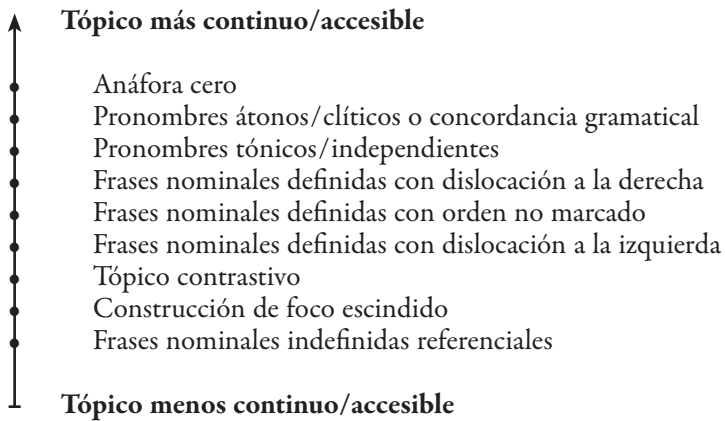 Tópico más continuo/accesible
Anáfora cero
Pronombres átonos/clíticos o concordancia gramatical
Pronombres tónicos/independientes
Frases nominales definidas con dislocación a la derecha
Frases nominales definidas con orden no marcado
Frases nominales definidas con dislocación a la izquierda
Tópico contrastivo
Construcción de foco escindido
Frases nominales indefinidas referenciales
Tópico menos continuo/accesible